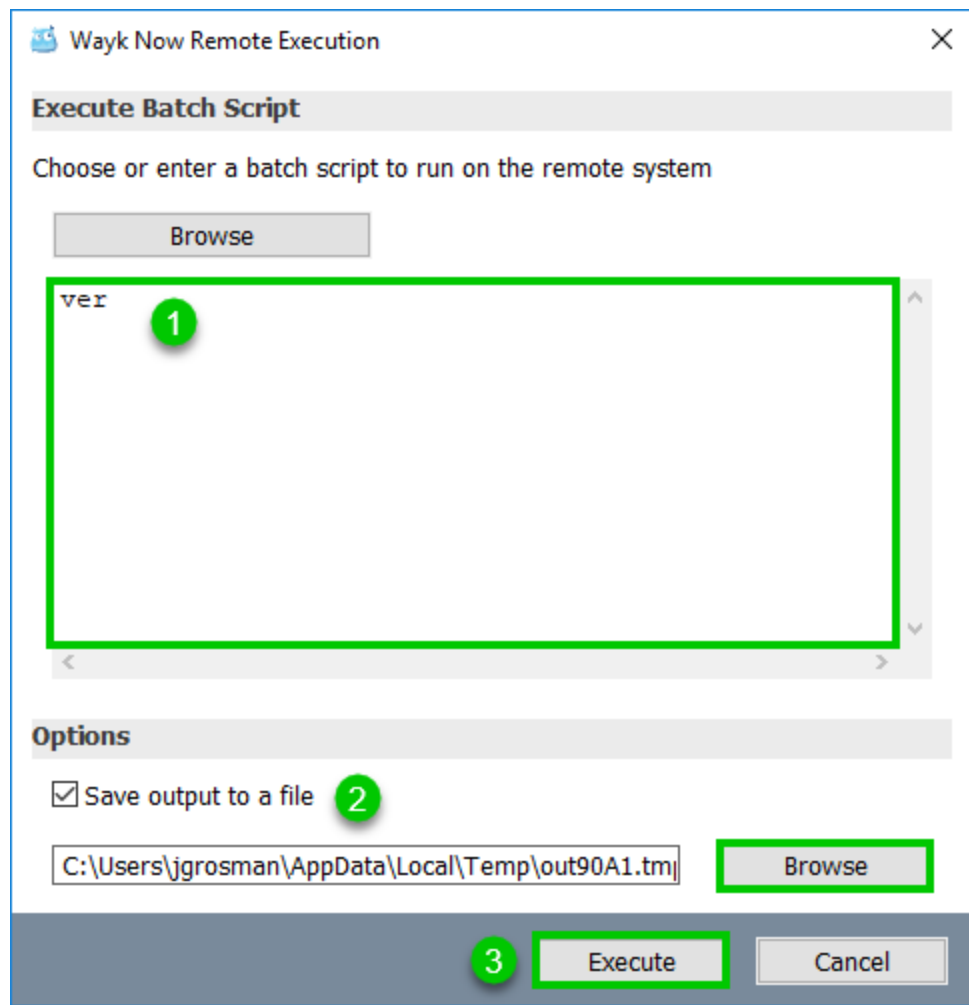 Wayk Now Remote Execution
Execute Batch Script
Choose or enter a batch script to run on the remote system
Browse
ver
1
Options
Save output to a file
2
C:\Users\jgrosman\AppData\Local\Temp\out90A1.tmp
Browse
3
Execute
Cancel